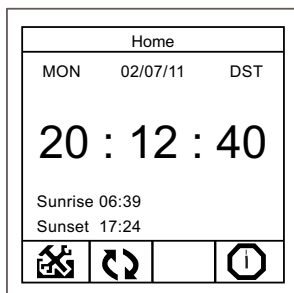 Home
MON 02/07/11 DST
20 : 12 : 40
Sunrise 06:39
Sunset 17:24
i